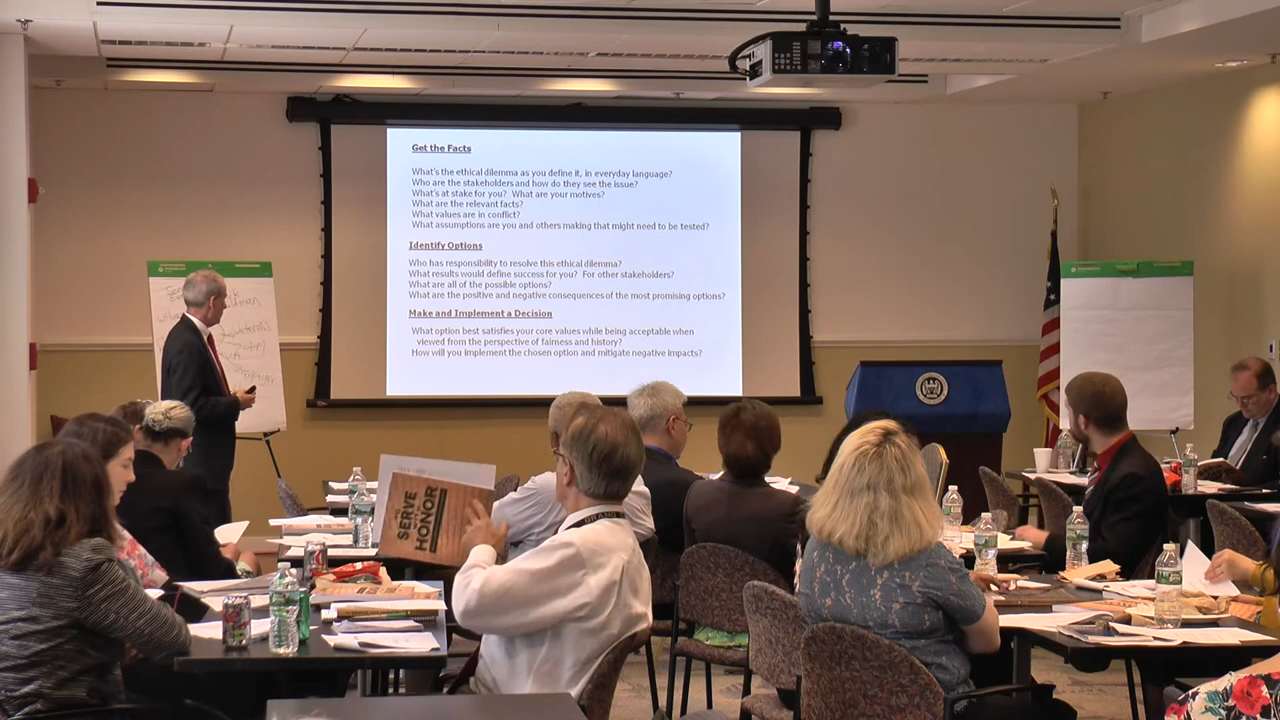 Get the Facts
What's the ethical dilemma as you define it, in everyday language?
Who are the stakeholders and how do they see the issue?
What's at stake for you? What are your motives?
What are the relevant facts?
What values are in conflict?
What assumptions are you and others making that might need to be tested?
Identify Options
Who has responsibility to resolve this ethical dilemma?
What results would define success for you? For other stakeholders?
What are all of the possible options?
What are the positive and negative consequences of the most promising options?
Make and Implement a Decision
What option best satisfies your core values while being acceptable when
viewed from the perspective of fairness and history?
How will you implement the chosen option and mitigate negative impacts?
TO
SERVE
WITH
HONOR